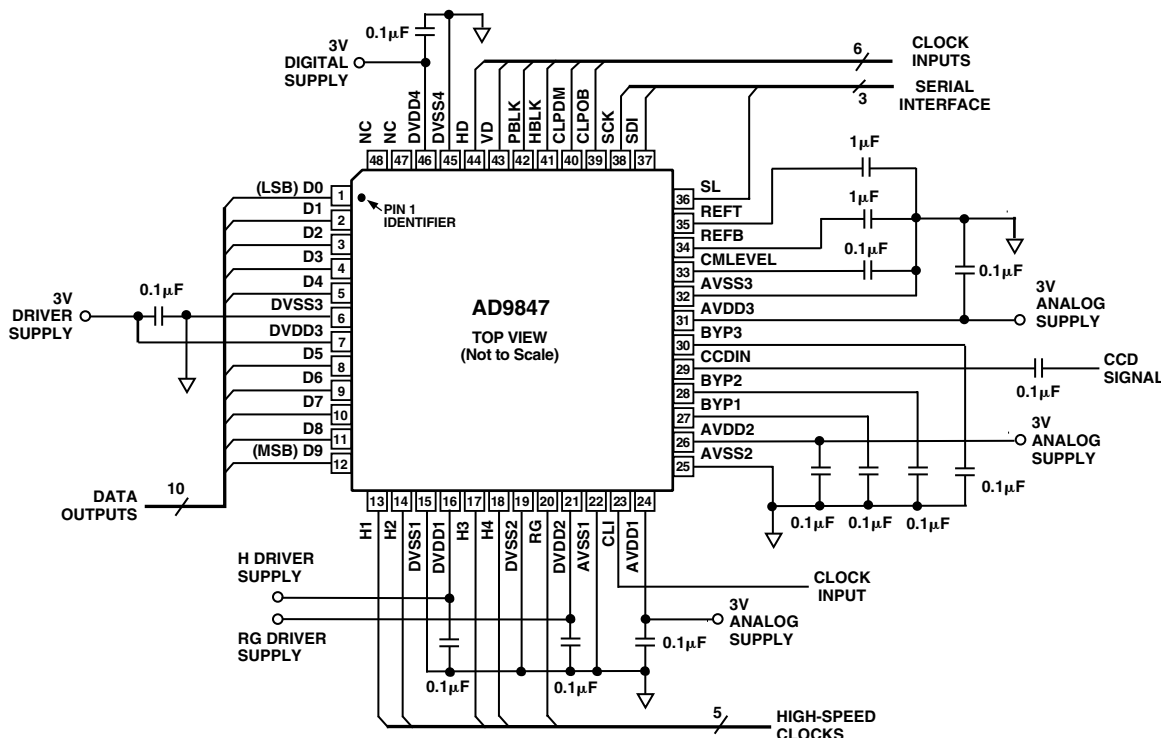 0.1μF
3V
DIGITAL
SUPPLY
6
CLOCK
INPUTS
SERIAL
INTERFACE
3
NC
NC
DVDD4
DVSS4
HD
VD
PBLK
HBLK
CLPDM
CLPOB
SCK
SDI
48
47
46
45
44
43
42
41
40
39
38
37
(LSB) D0
D1
D2
D3
D4
DVSS3
DVDD3
D5
D6
D7
D8
(MSB) D9
1
2
3
4
5
6
7
8
9
10
11
12
PIN 1
IDENTIFIER
3V
DRIVER
SUPPLY
0.1μF
AD9847
TOP VIEW
(Not to Scale)
36
35
34
33
32
31
30
29
28
27
26
25
SL
REFT
REFB
CMLEVEL
AVSS3
AVDD3
BYP3
CCDIN
BYP2
BYP1
AVDD2
AVSS2
1μF
1μF
0.1μF
0.1μF
3V
ANALOG
SUPPLY
CCD
SIGNAL
0.1μF
3V
ANALOG
SUPPLY
0.1μF
0.1μF
0.1μF
0.1μF
10
DATA
OUTPUTS
13
14
15
16
17
18
19
20
21
22
23
24
H1
H2
DVSS1
DVDD1
H3
H4
DVSS2
RG
DVDD2
AVSS1
CLI
AVDD1
H DRIVER
SUPPLY
RG DRIVER
SUPPLY
CLOCK
INPUT
3V
ANALOG
SUPPLY
0.1μF
0.1μF
0.1μF
5
HIGH-SPEED
CLOCKS